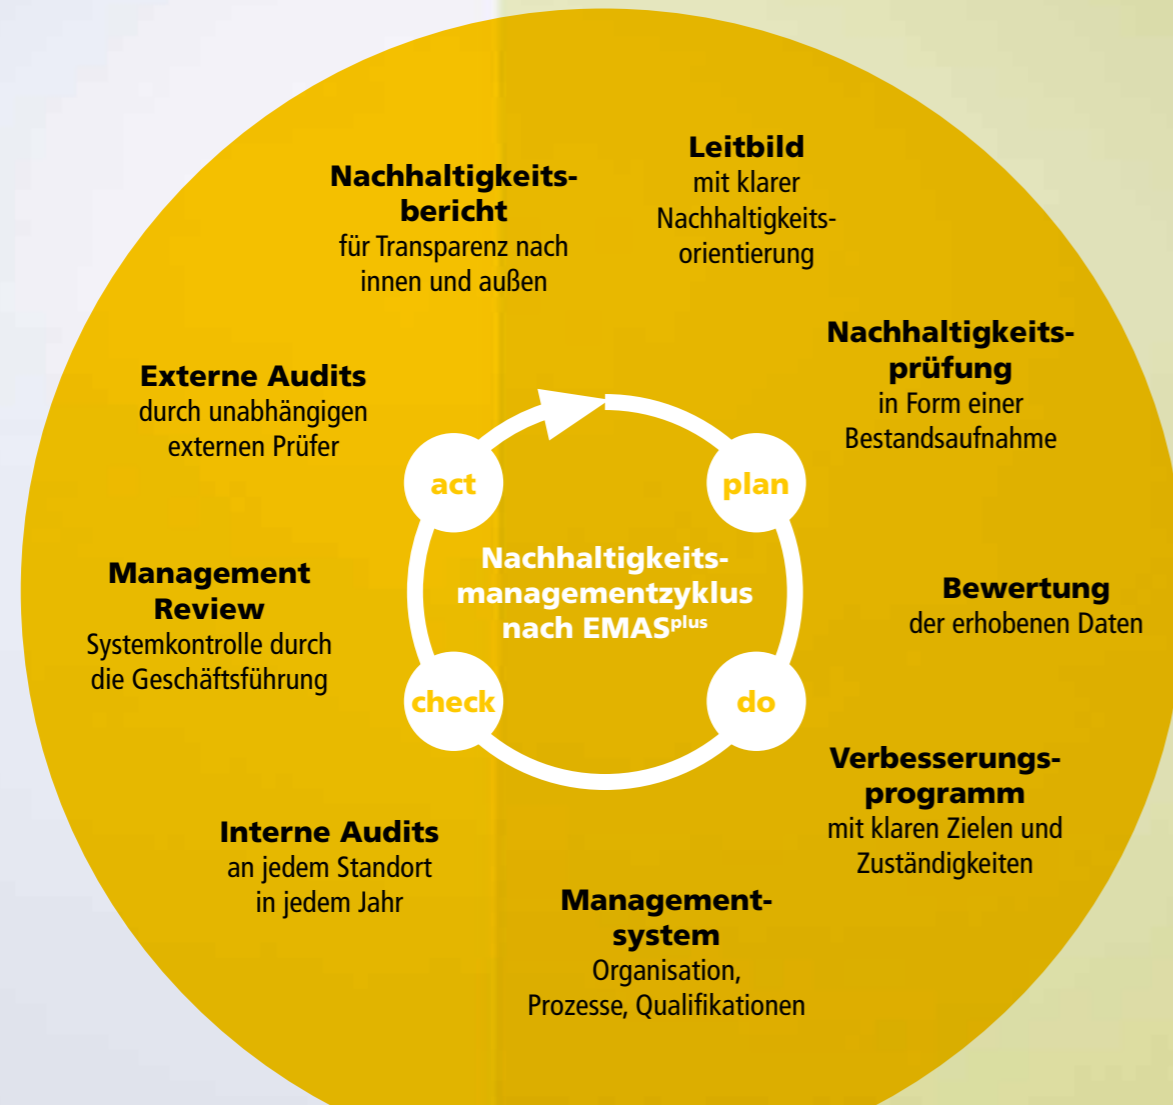 Leitbild
mit klarer
Nachhaltigkeits-
orientierung
Nachhaltigkeits-
prüfung
in Form einer
Bestandsaufnahme
Bewertung
der erhobenen Daten
Verbesserungs-
programm
mit klaren Zielen und
Zuständigkeiten
Management-
system
Organisation,
Prozesse, Qualifikationen
Interne Audits
an jedem Standort
in jedem Jahr
Management
Review
Systemkontrolle durch
die Geschäftsführung
Externe Audits
durch unabhängigen
externen Prüfer
Nachhaltigkeits-
bericht
für Transparenz nach
innen und außen
plan
do
check
act
Nachhaltigkeits-
managementzyklus
nach EMASplus